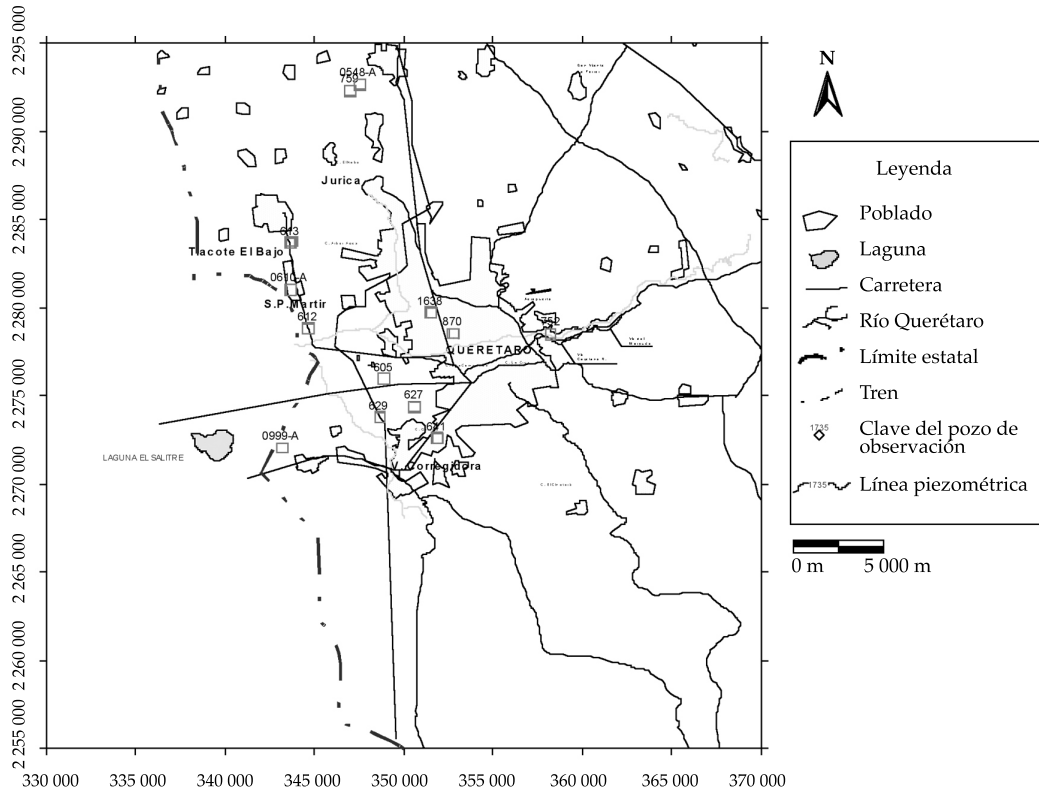 2 295 000
2 290 000
2 285 000
2 280 000
2 275 000
2 270 000
2 265 000
2 260 000
2 255 000
330 000
335 000
340 000
345 000
350 000
355 000
360 000
365 000
370 000
0548-A
759
Jurica
613
Tlacote El Bajo
0610-A
S.P.Martir
612
1638
870
752
QUERETARO
605
627
629
0999-A
LAGUNA EL SALITRE
V. Corregidora
N
Leyenda
Poblado
Laguna
Carretera
Río Querétaro
Límite estatal
Tren
1735
Clave del pozo de
observación
1735
Línea piezométrica
0 m
5 000 m